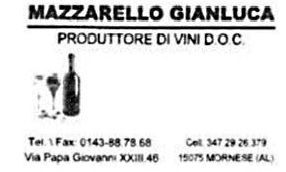 MAZZARELLO GIANLUCA
PRODUTTORE DI VINI D.O.C.
Tel. \ Fax: 0143-88.78.68
Cell. 347 29 26 379
Via Papa Giovanni XXIII, 46
15075 MORNESE (AL)